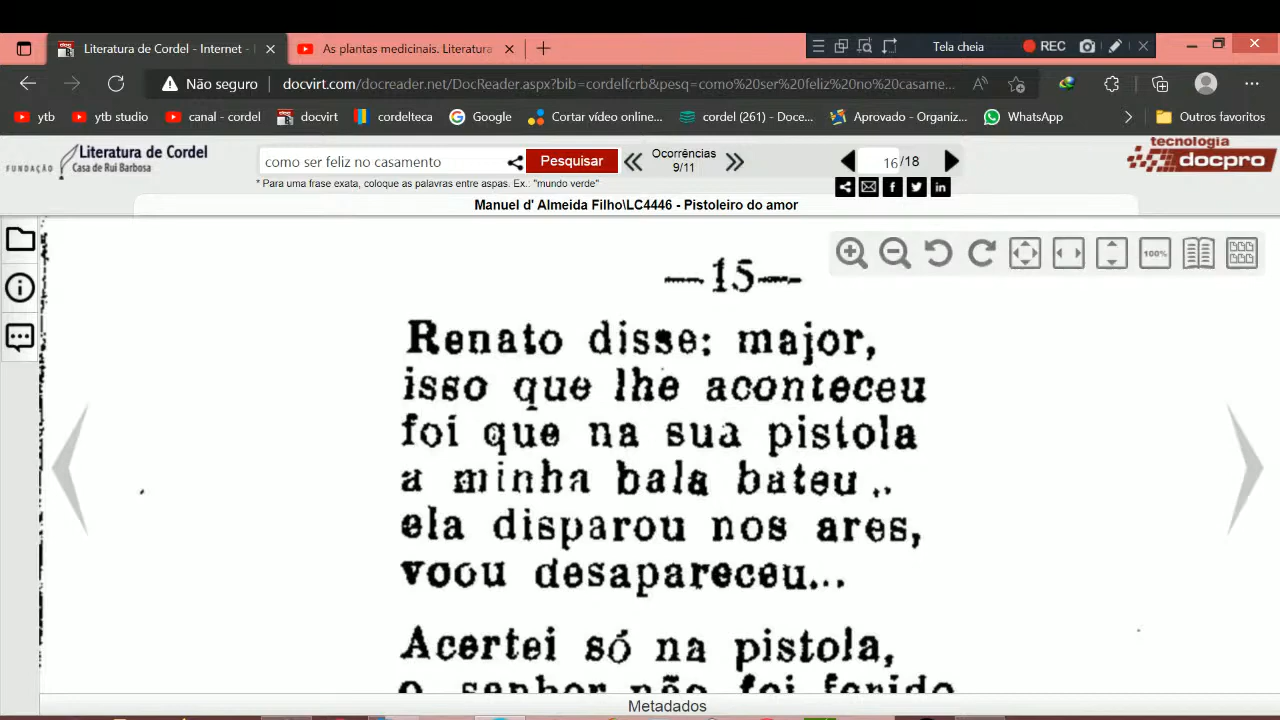 Literatura de Cordel - Internet -
As plantas medicinais. Literatura
Tela cheia
REC
Não seguro
docvirt.com/docreader.net/DocReader.aspx?bib=cordelfcrb&pesq=como%20ser%20feliz%20no%20casame...
ytb
ytb studio
canal - cordel
docvirt
cordelteca
Google
Cortar vídeo online...
cordel (261) - Doce...
Aprovado - Organiz...
WhatsApp
Outros favoritos
FUNDAÇÃO
Literatura de Cordel
Casa de Rui Barbosa
como ser feliz no casamento
Pesquisar
Ocorrências
9/11
16 /18
tecnologia
docpro
* Para uma frase exata, coloque as palavras entre aspas. Ex.: "mundo verde"
Manuel d' Almeida Filho\LC4446 - Pistoleiro do amor
100%
—15—
Renato disse: major,
isso que lhe aconteceu
foi que na sua pistola
a minha bala bateu..
ela disparou nos ares,
voou desapareceu...
Acertei só na pistola,
o senhor não foi ferido
Metadados